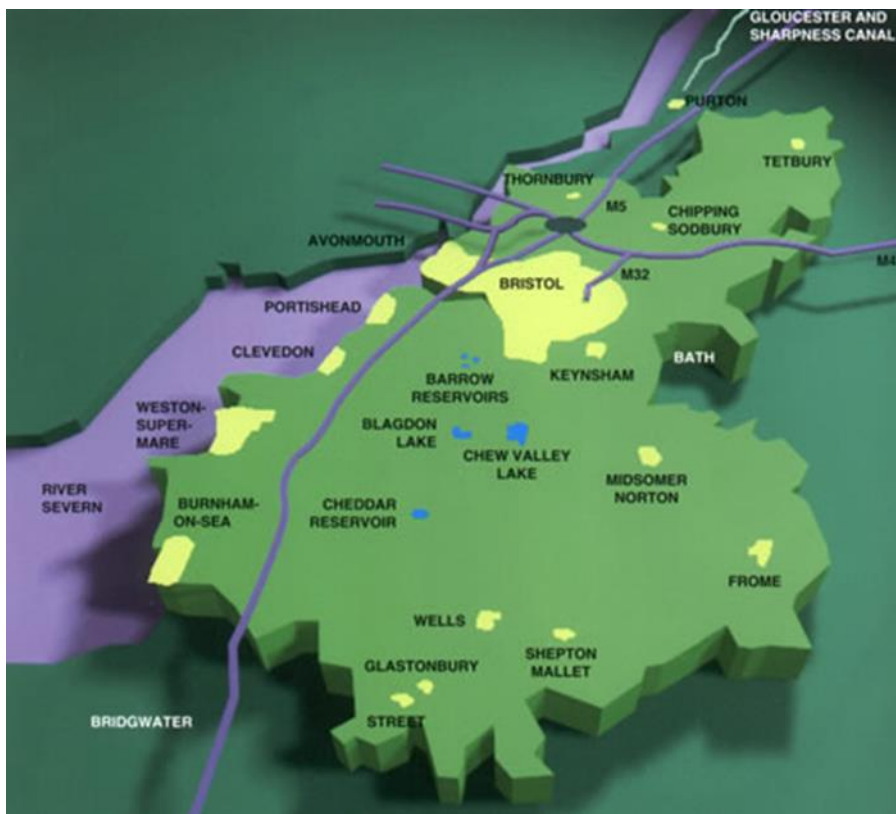 GLOUCESTER AND
SHARPNESS CANAL
PURTON
TETBURY
THORNBURY
M5
CHIPPING
SODBURY
AVONMOUTH
M4
M32
BRISTOL
PORTISHEAD
CLEVEDON
BATH
KEYNSHAM
BARROW
RESERVOIRS
WESTON-
SUPER-
MARE
BLAGDON
LAKE
CHEW VALLEY
LAKE
MIDSOMER
NORTON
RIVER
SEVERN
BURNHAM-
ON-SEA
CHEDDAR
RESERVOIR
FROME
WELLS
SHEPTON
MALLET
GLASTONBURY
STREET
BRIDGWATER